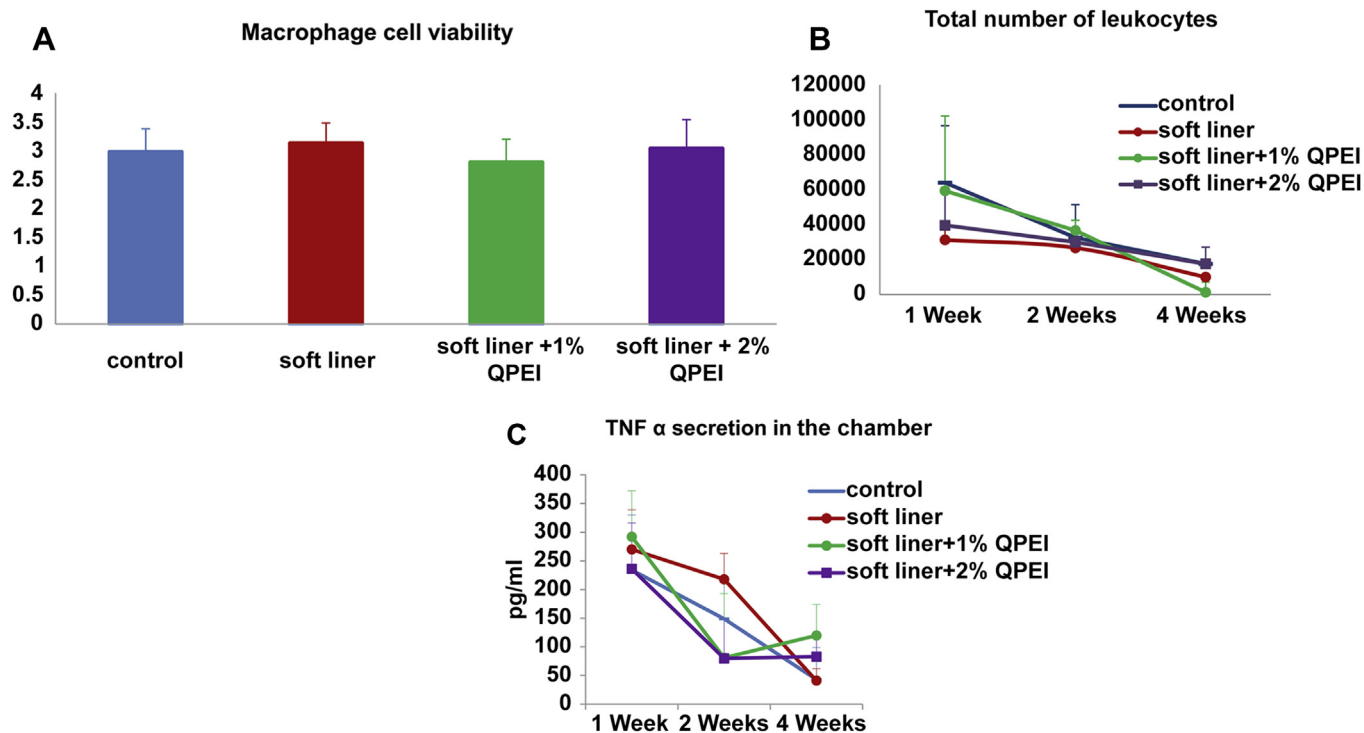 A
Macrophage cell viability
4
3.5
3
2.5
2
1.5
1
0.5
0
control
soft liner
soft liner +1%
QPEI
soft liner + 2%
QPEI
B
Total number of leukocytes
120000
100000
80000
60000
40000
20000
0
1 Week
2 Weeks
4 Weeks
control
soft liner
soft liner+1% QPEI
soft liner+2% QPEI
C
TNF α secretion in the chamber
pg/ml
400
350
300
250
200
150
100
50
0
1 Week
2 Weeks
4 Weeks
control
soft liner
soft liner+1% QPEI
soft liner+2% QPEI